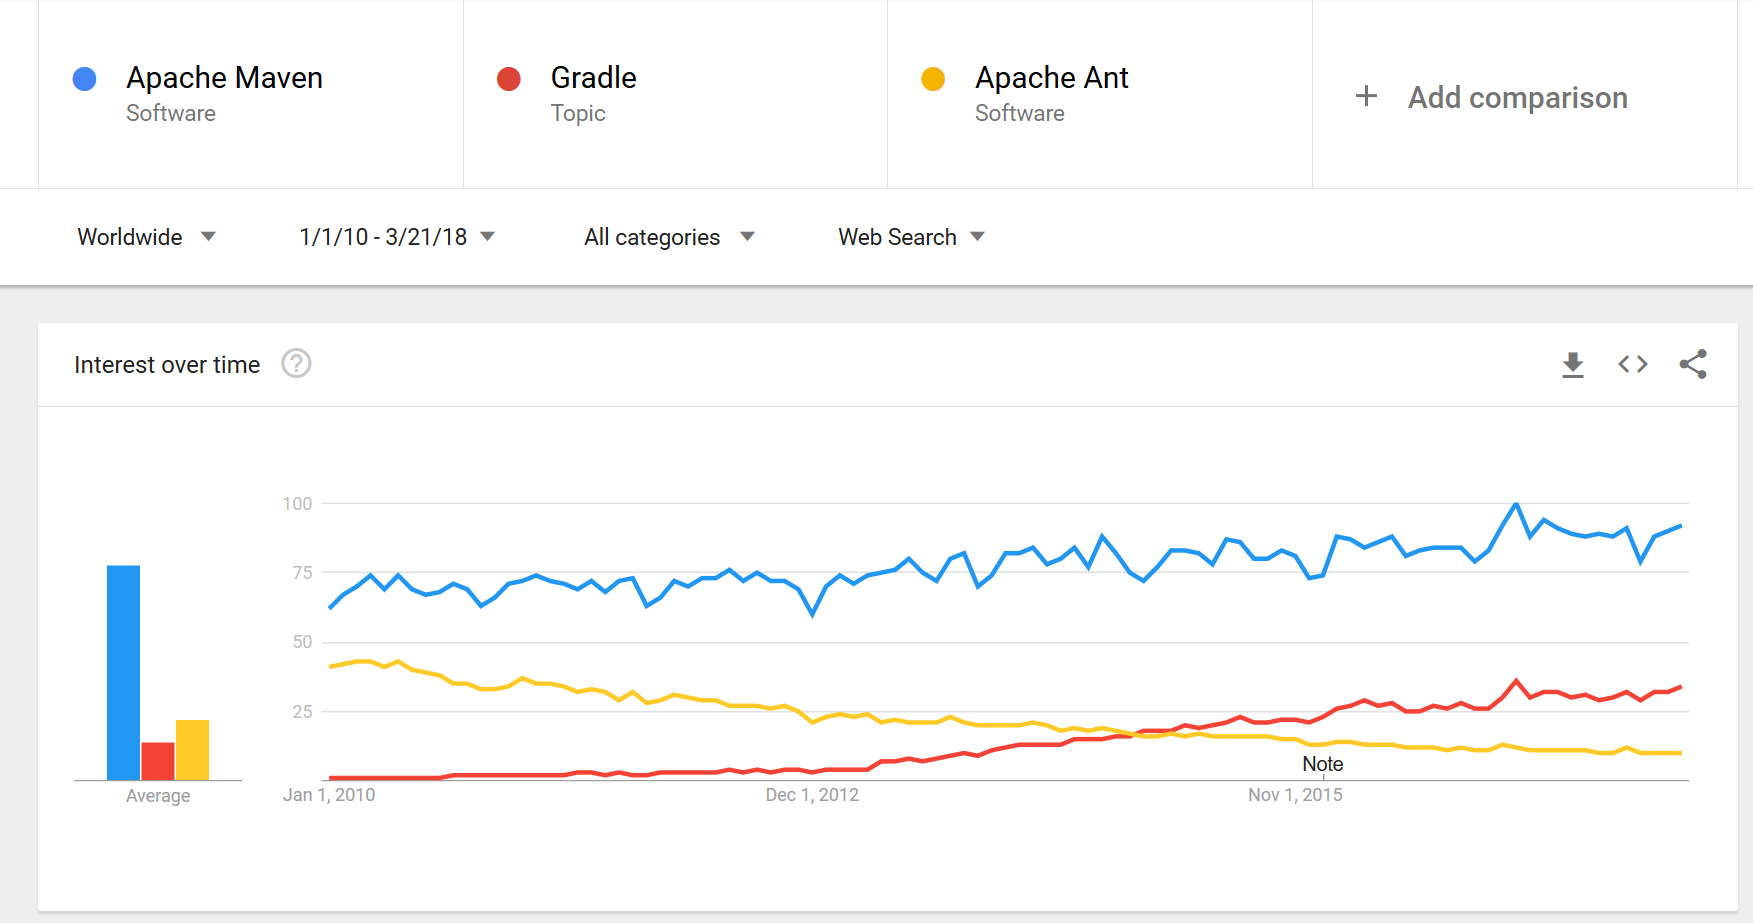 Apache Maven
Software
Gradle
Topic
Apache Ant
Software
+ Add comparison
Worldwide
1/1/10 - 3/21/18
All categories
Web Search
Interest over time ?
100
75
50
25
Note
Average
Jan 1, 2010
Dec 1, 2012
Nov 1, 2015